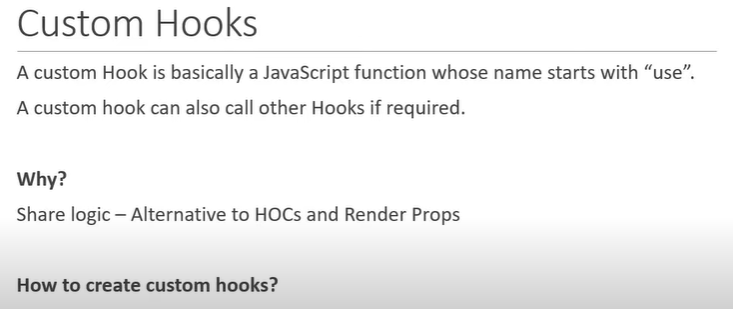 Custom Hooks
A custom Hook is basically a JavaScript function whose name starts with “use”.
A custom hook can also call other Hooks if required.
Why?
Share logic – Alternative to HOCs and Render Props
How to create custom hooks?